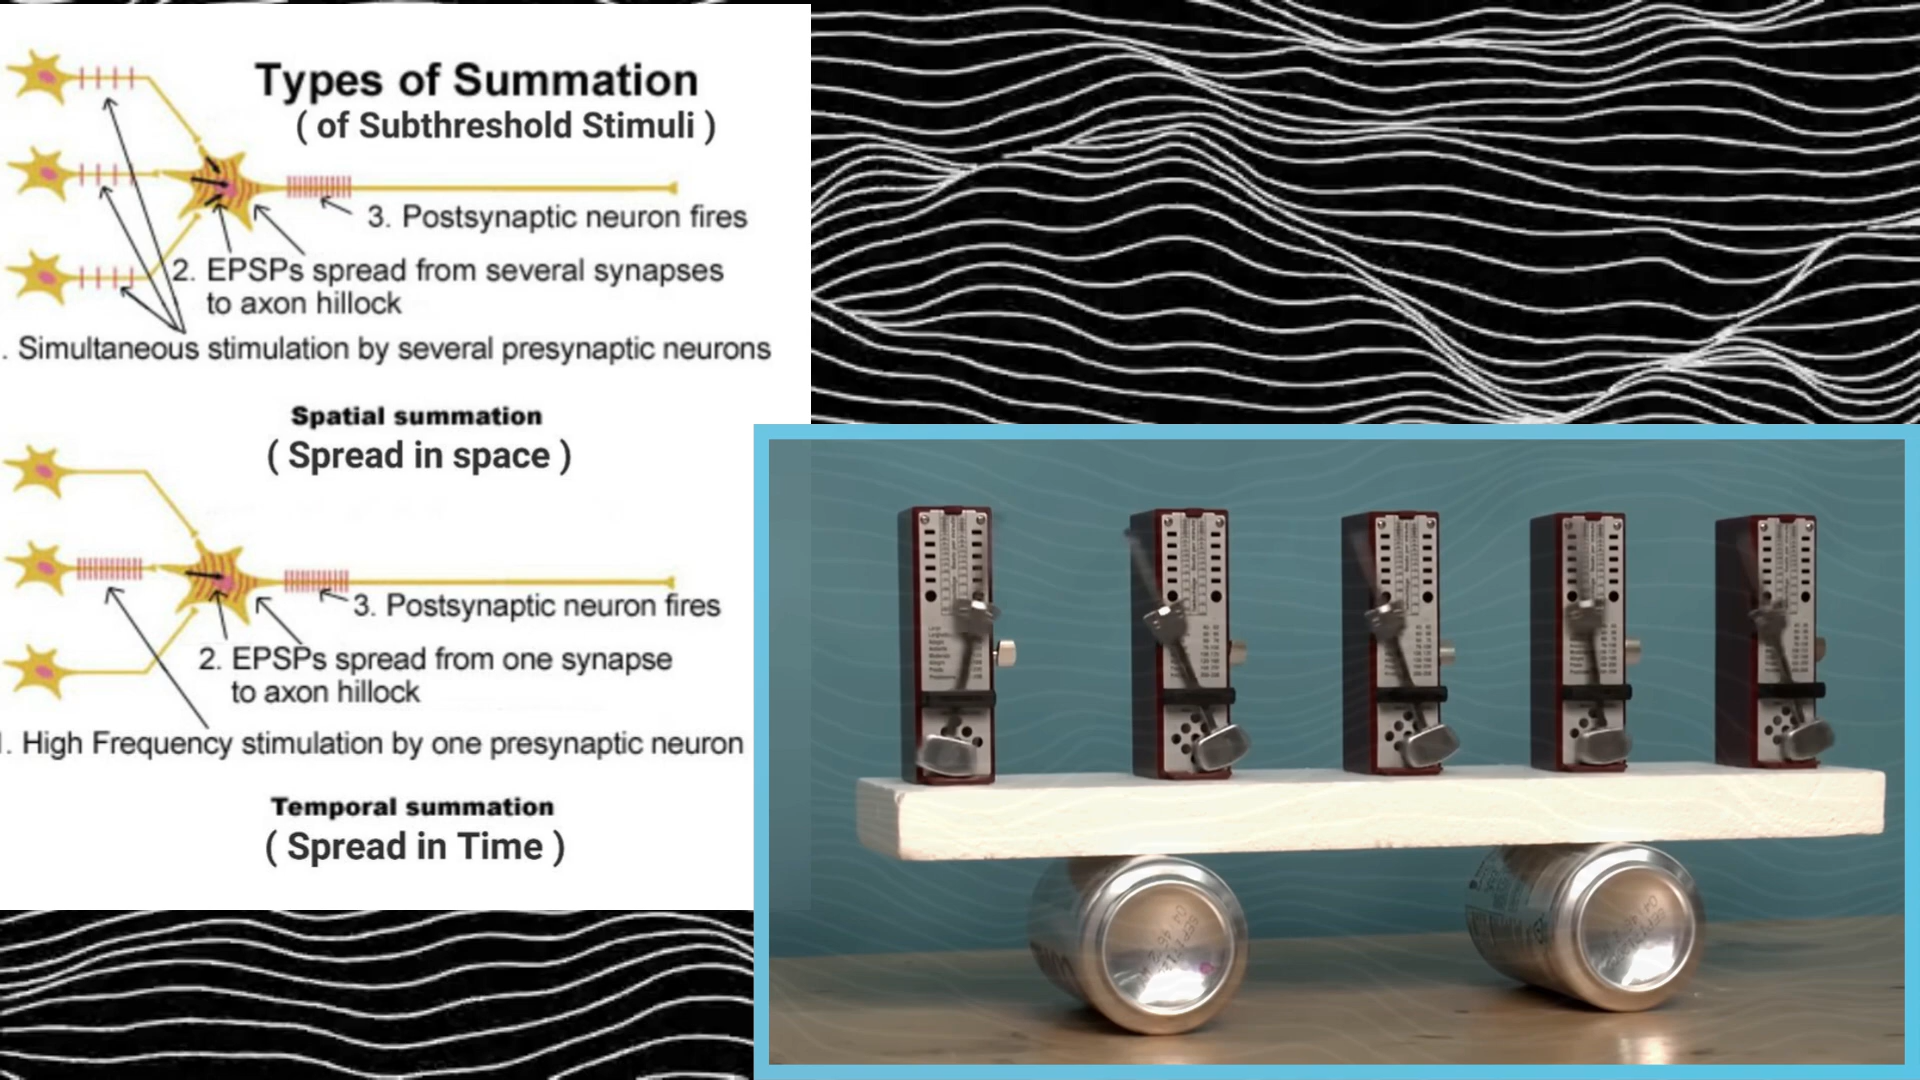 Types of Summation
( of Subthreshold Stimuli )
3. Postsynaptic neuron fires
2. EPSPs spread from several synapses
to axon hillock
. Simultaneous stimulation by several presynaptic neurons
Spatial summation
( Spread in space )
3. Postsynaptic neuron fires
2. EPSPs spread from one synapse
to axon hillock
. High Frequency stimulation by one presynaptic neuron
Temporal summation
( Spread in Time )